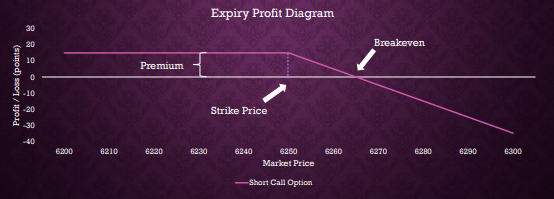 Expiry Profit Diagram
30
20
10
0
-10
-20
-30
-40
Profit / Loss (points)
Premium
Breakeven
Strike Price
6200 6210 6220 6230 6240 6250 6260 6270 6280 6290 6300
Market Price
Short Call Option